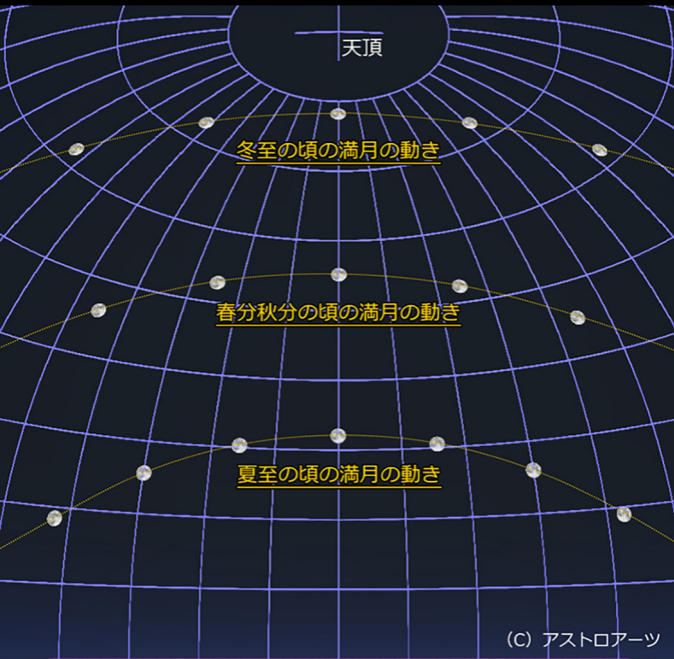 天頂
冬至の頃の満月の動き
春分秋分の頃の満月の動き
夏至の頃の満月の動き
（C）アストロアーツ